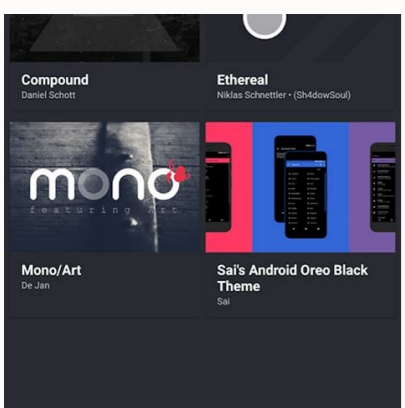 Compound
Daniel Schott
Ethereal
Niklas Schnettler • (Sh4dowSoul)
mono
featuring Art
Mono/Art
De Jan
Sai's Android Oreo Black
Theme
Sai